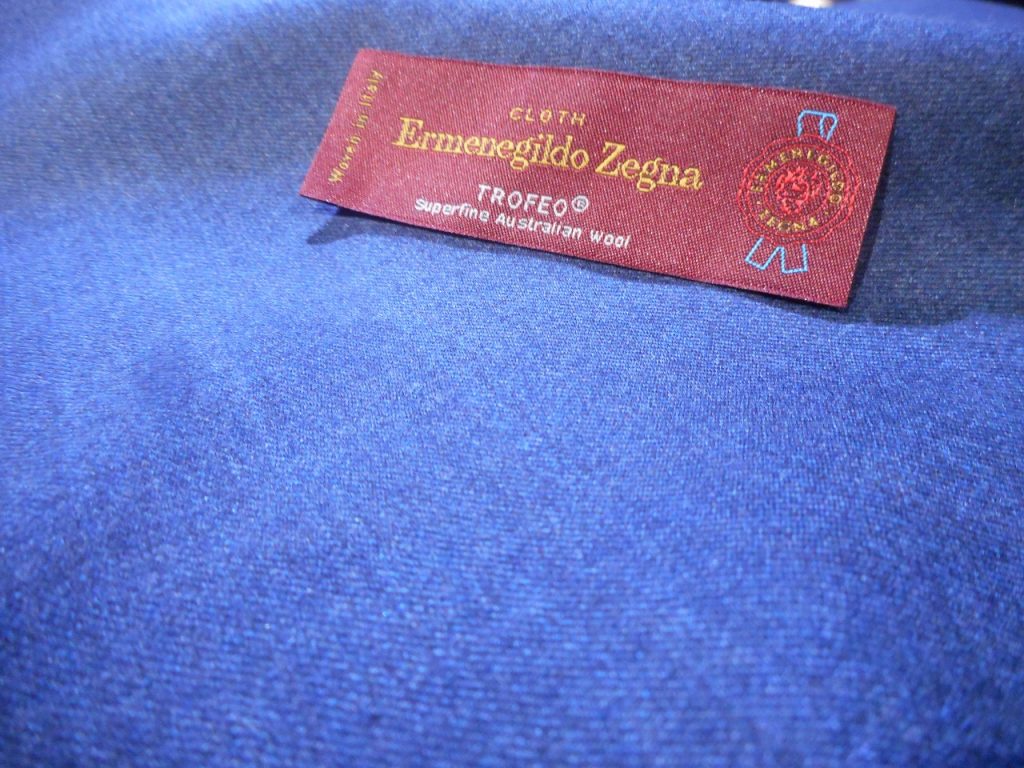 Woven in Italy
CLOTH
Ermenegildo Zegna
TROFEO®
superfine Australian wool
ERMENEGILDO
ZEGNA